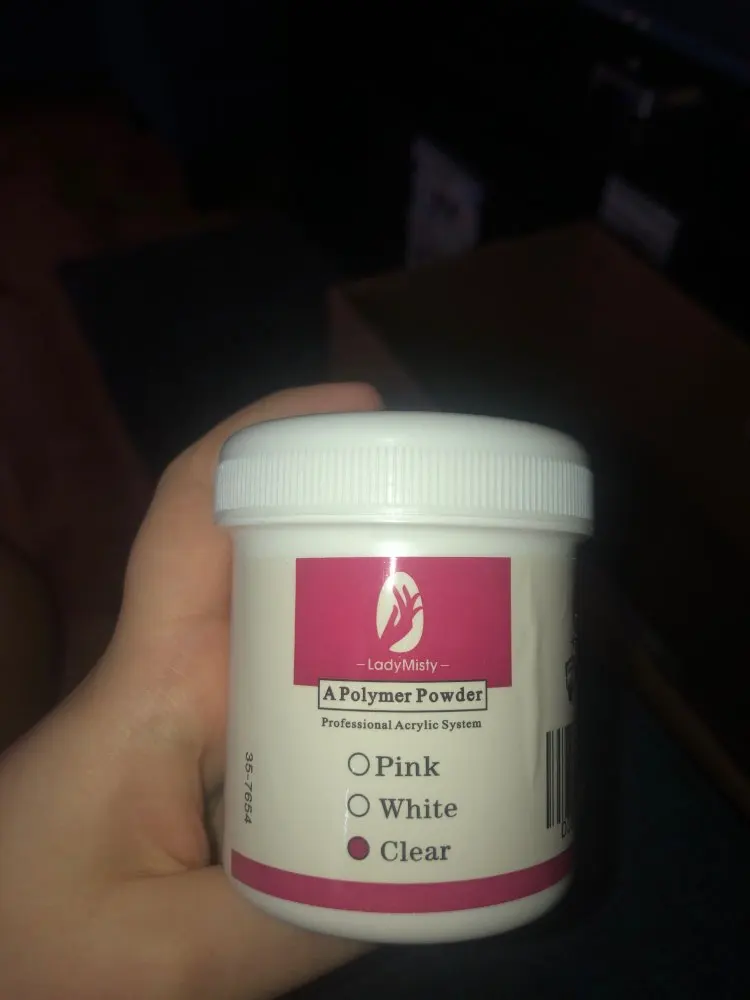 LadyMisty
A Polymer Powder
Professional Acrylic System
Pink
White
Clear
35-7654